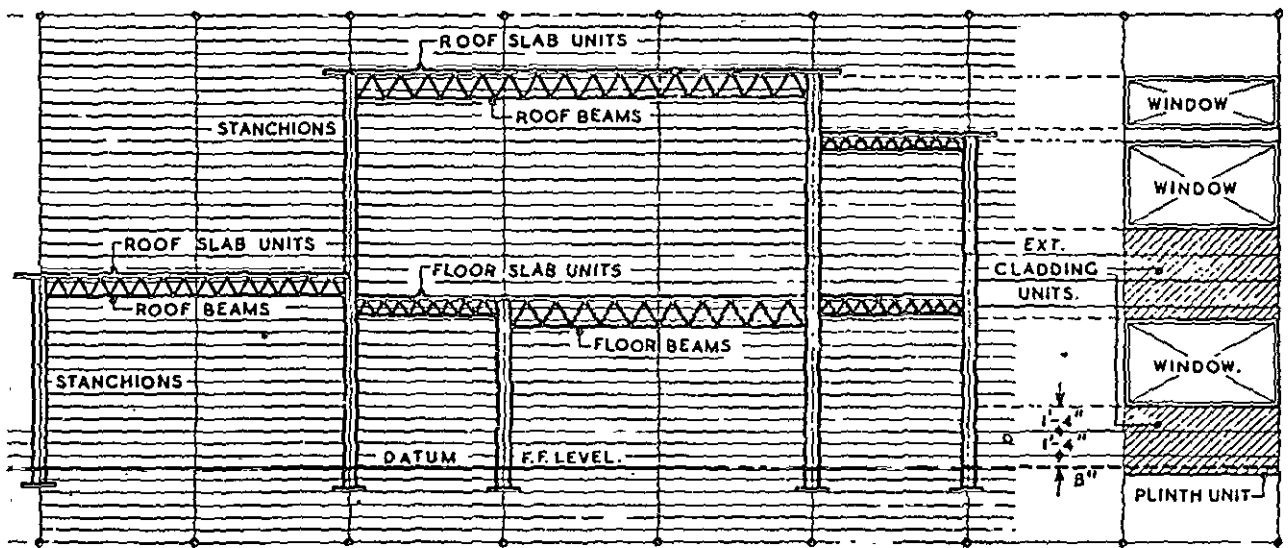 ROOF SLAB UNITS
ROOF BEAMS
STANCHIONS
WINDOW
WINDOW
ROOF SLAB UNITS
ROOF BEAMS
FLOOR SLAB UNITS
FLOOR BEAMS
EXT.
CLADDING
UNITS.
STANCHIONS
WINDOW.
1'-4"
1'-4"
8"
DATUM F.F. LEVEL.
PLINTH UNIT